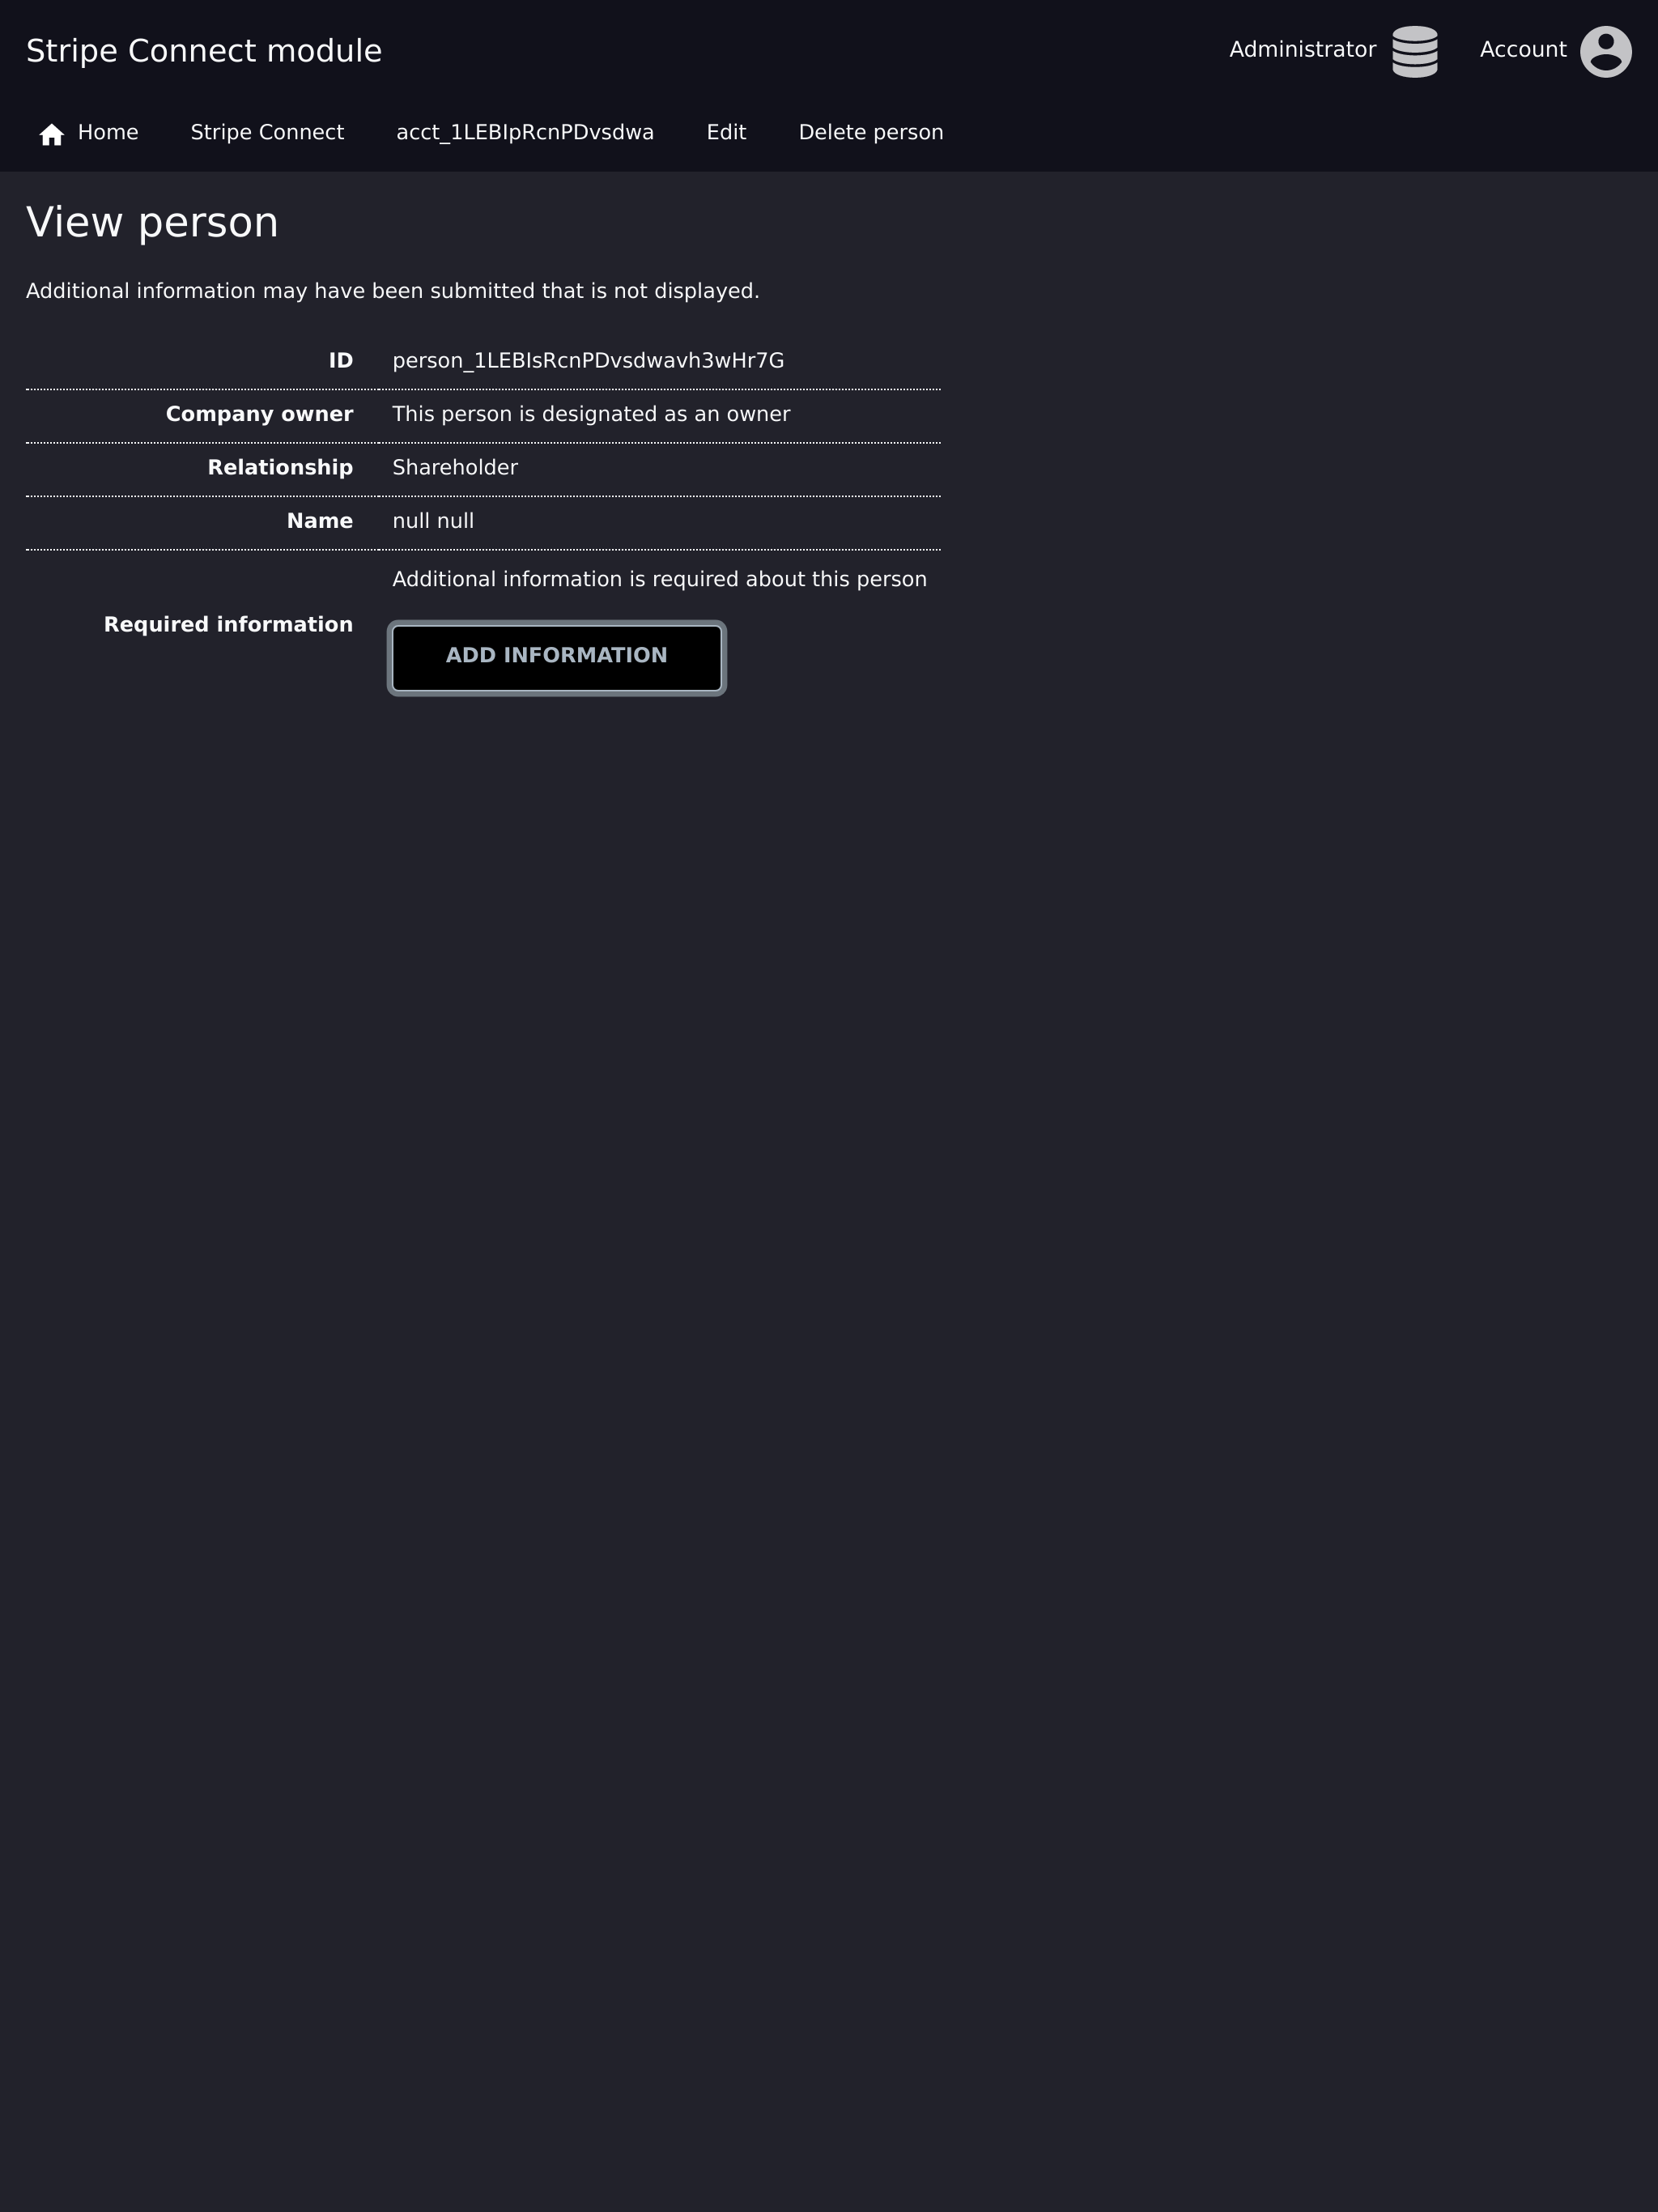 Stripe Connect module
Administrator
Account
Home
Stripe Connect
acct_1LEBIpRcnPDvsdwa
Edit
Delete person
View person
Additional information may have been submitted that is not displayed.
ID person_1LEBIsRcnPDvsdwavh3wHr7G
Company owner This person is designated as an owner
Relationship Shareholder
Name null null
Additional information is required about this person
Required information
ADD INFORMATION